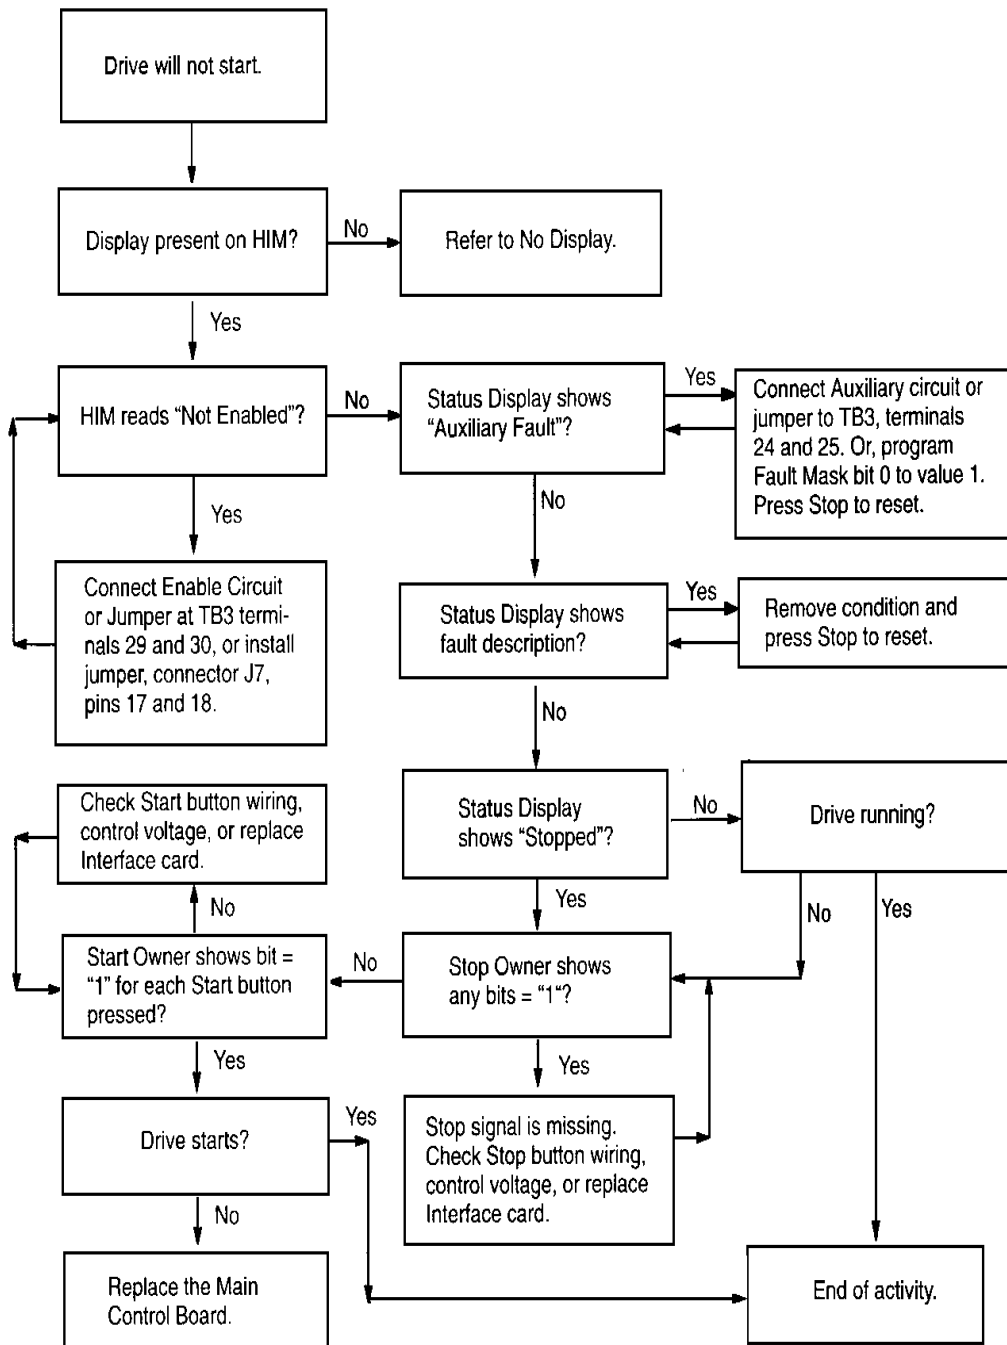 Drive will not start.
Display present on HIM?
No
Refer to No Display.
Yes
HIM reads “Not Enabled”?
No
Status Display shows
“Auxiliary Fault”?
Yes
Connect Auxiliary circuit or
jumper to TB3, terminals
24 and 25. Or, program
Fault Mask bit 0 to value 1.
Press Stop to reset.
Yes
No
Connect Enable Circuit
or Jumper at TB3 termi-
nals 29 and 30, or install
jumper, connector J7,
pins 17 and 18.
Status Display shows
fault description?
Yes
Remove condition and
press Stop to reset.
No
Check Start button wiring,
control voltage, or replace
Interface card.
Status Display
shows “Stopped”?
No
Drive running?
No
Yes
No
Yes
Start Owner shows bit =
“1” for each Start button
pressed?
No
Stop Owner shows
any bits = “1“?
Yes
Yes
Drive starts?
Yes
Stop signal is missing.
Check Stop button wiring,
control voltage, or replace
Interface card.
No
Replace the Main
Control Board.
End of activity.